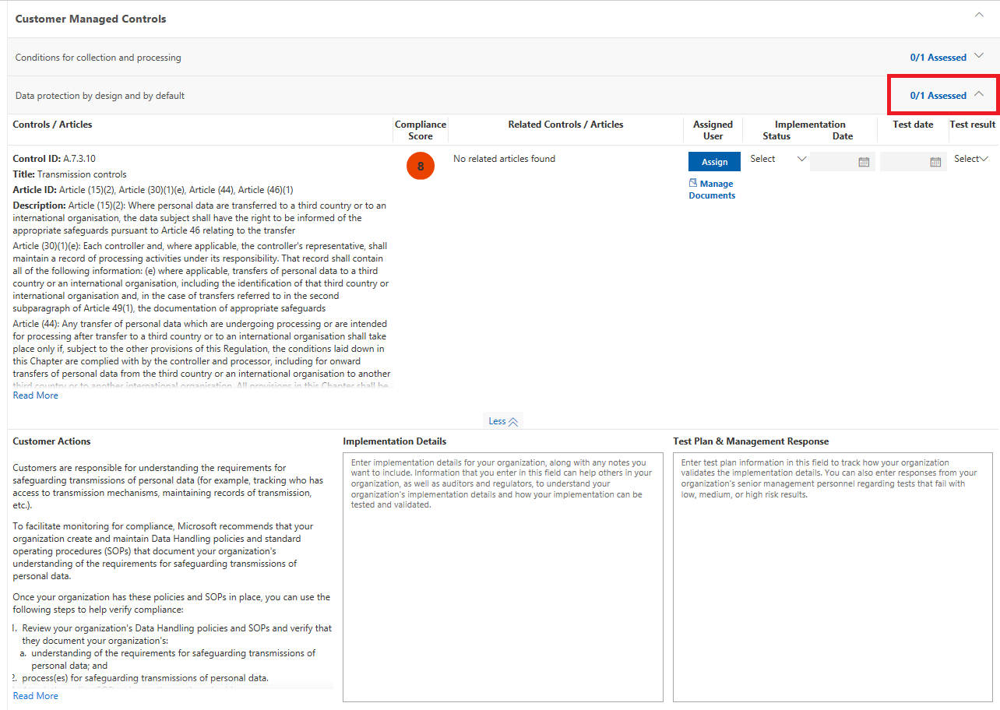 Customer Managed Controls
Conditions for collection and processing
0/1 Assessed
Data protection by design and by default
0/1 Assessed
Controls / Articles
Compliance
Score
Related Controls / Articles
Assigned
User
Implementation
Status Date
Test date
Test result
Control ID: A.7.3.10
Title: Transmission controls
Article ID: Article (15)(2), Article (30)(1)(e), Article (44), Article (46)(1)
Description: Article (15)(2): Where personal data are transferred to a third country or to an
international organisation, the data subject shall have the right to be informed of the
appropriate safeguards pursuant to Article 46 relating to the transfer
Article (30)(1)(e): Each controller and, where applicable, the controller's representative, shall
maintain a record of processing activities under its responsibility. That record shall contain
all of the following information: (e) where applicable, transfers of personal data to a third
country or an international organisation, including the identification of that third country or
international organisation and, in the case of transfers referred to in the second
subparagraph of Article 49(1), the documentation of appropriate safeguards
Article (44): Any transfer of personal data which are undergoing processing or are intended
for processing after transfer to a third country or to an international organisation shall take
place only if, subject to the other provisions of this Regulation, the conditions laid down in
this Chapter are complied with by the controller and processor, including for onward
transfers of personal data from the third country or an international organisation to another
third country or to another international organisation. All provisions in this Chapter shall be
Read More
8
No related articles found
Assign
Manage
Documents
Select
Select
Less
Customer Actions
Customers are responsible for understanding the requirements for
safeguarding transmissions of personal data (for example, tracking who has
access to transmission mechanisms, maintaining records of transmission,
etc.).
To facilitate monitoring for compliance, Microsoft recommends that your
organization create and maintain Data Handling policies and standard
operating procedures (SOPs) that document your organization's
understanding of the requirements for safeguarding transmissions of
personal data.
Once your organization has these policies and SOPs in place, you can use the
following steps to help verify compliance:
1. Review your organization's Data Handling policies and SOPs and verify that
they document your organization's:
a. understanding of the requirements for safeguarding transmissions of
personal data; and
2. process(es) for safeguarding transmissions of personal data.
Read More
Implementation Details
Enter implementation details for your organization, along with any notes you
want to include. Information that you enter in this field can help others in your
organization, as well as auditors and regulators, to understand your
organization's implementation details and how your implementation can be
tested and validated.
Test Plan & Management Response
Enter test plan information in this field to track how your organization
validates the implementation details. You can also enter responses from your
organization's senior management personnel regarding tests that fail with
low, medium, or high risk results.